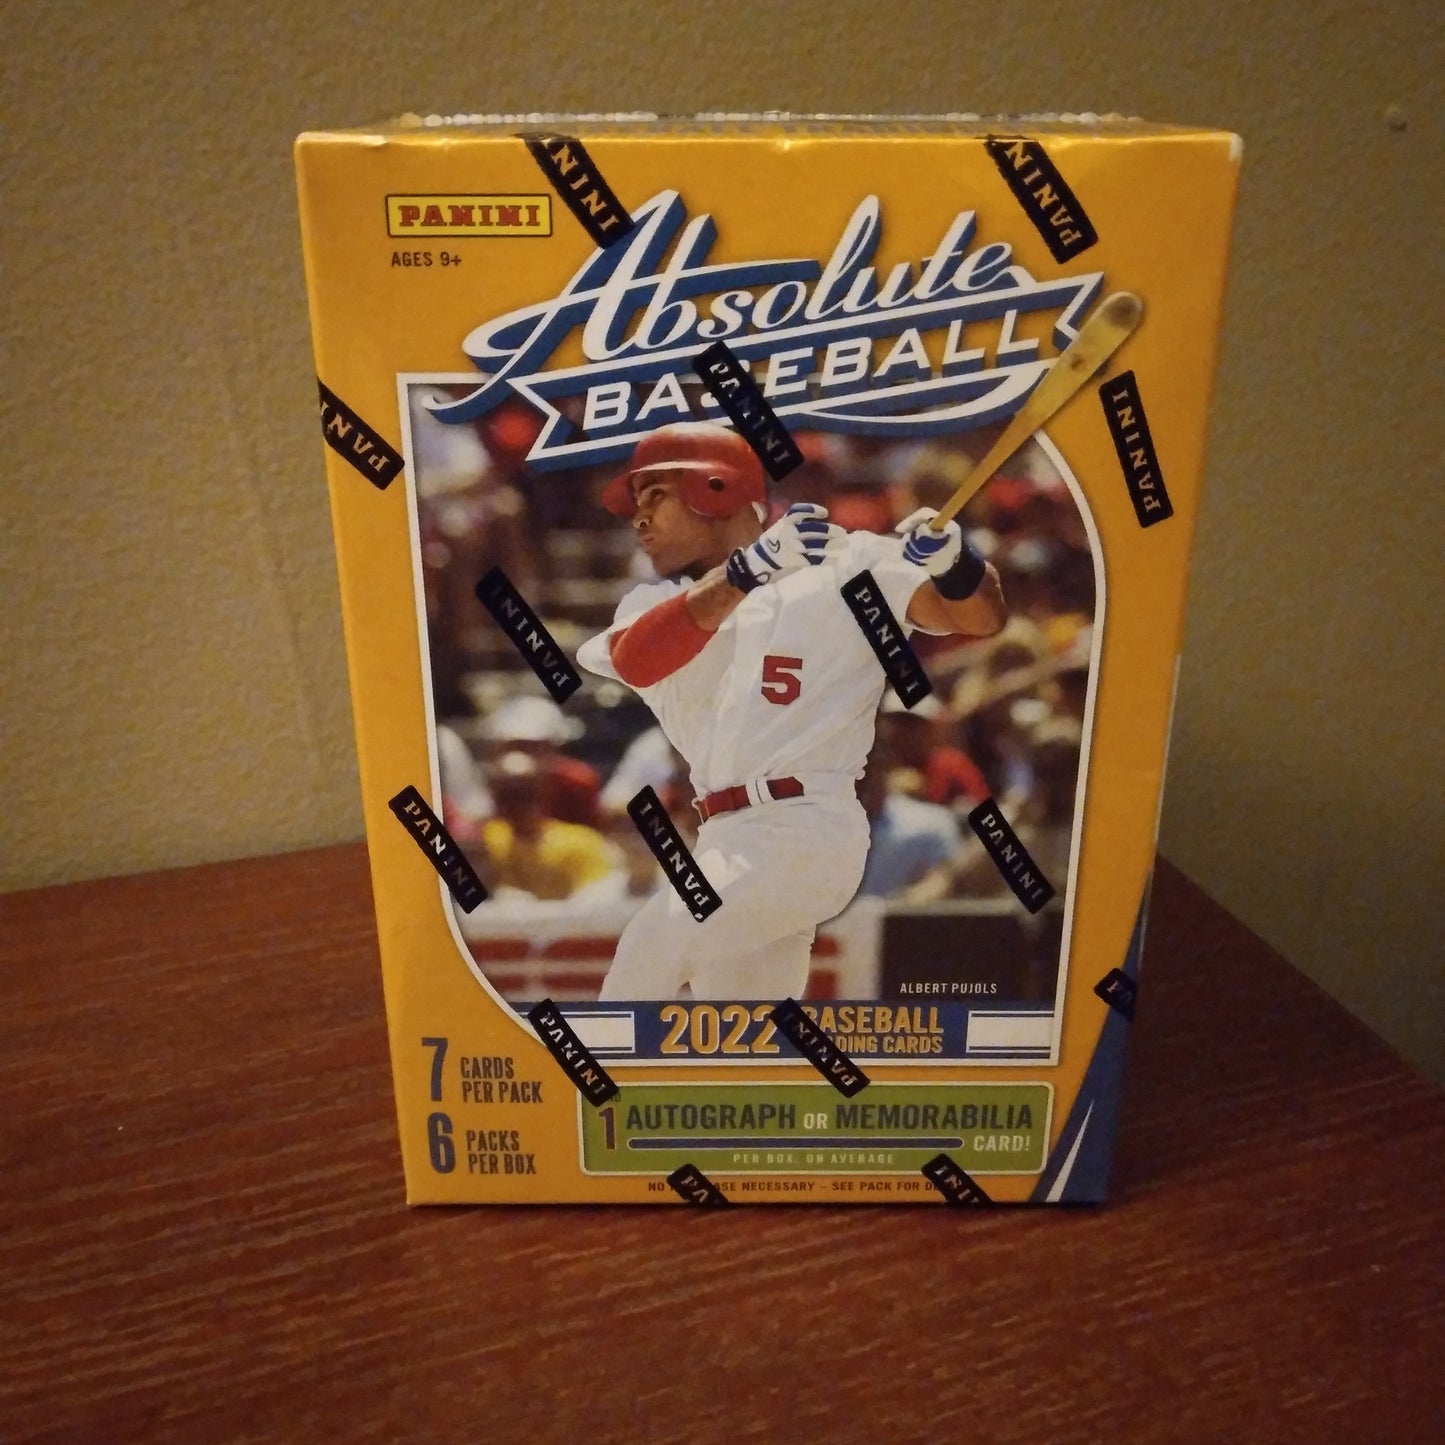 PANINI
AGES 9+
Absolute
BASEBALL
5
ALBERT PUJOLS
2022 BASEBALL
CARDS
7 CARDS
PER PACK
6 PACKS
PER BOX
1 AUTOGRAPH OR MEMORABILIA
CARD!
PER BOX, ON AVERAGE
NO NECESSARY – SEE PACK FOR
PANINI
PANINI
PANINI
PANINI
PANINI
PANINI
PANINI
PANINI
PANINI
PANINI
PANINI
PANINI